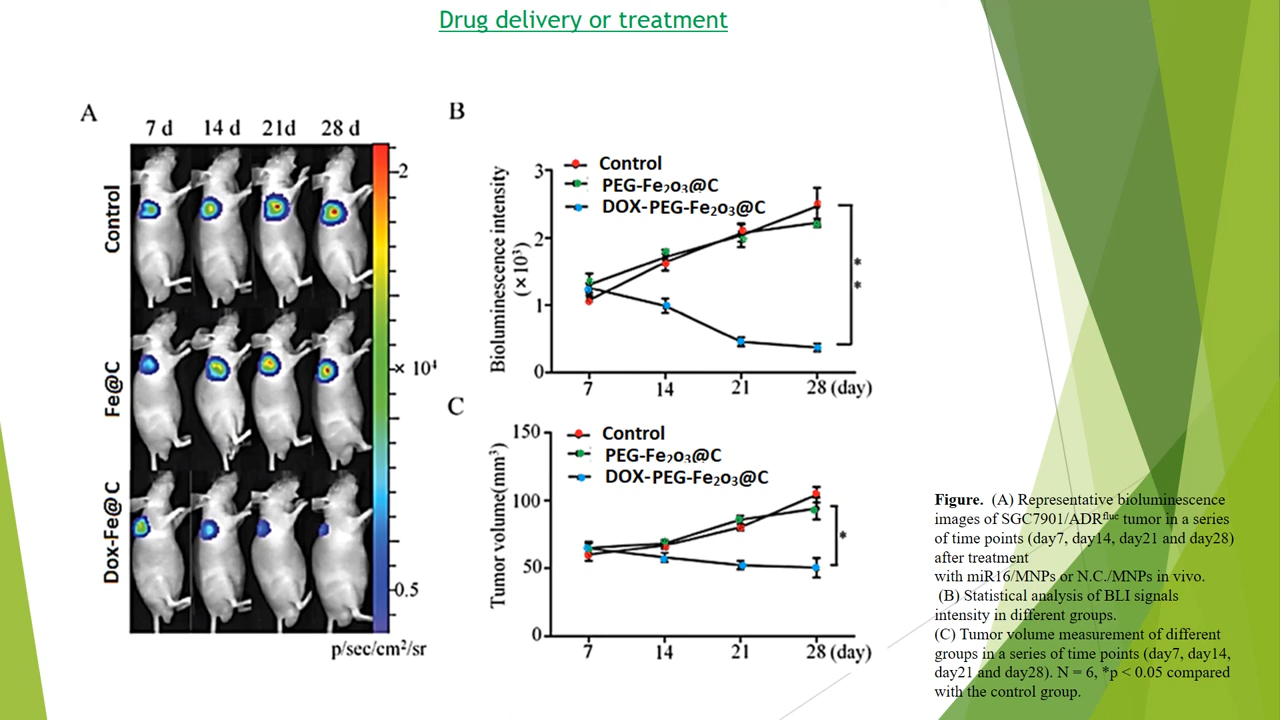 Drug delivery or treatment
A
7 d 14 d 21d 28 d
Control
Fe@C
Dox-Fe@C
2
× 10⁴
0.5
p/sec/cm²/sr
B
Control
PEG-Fe₂o₃@C
DOX-PEG-Fe₂o₃@C
Bioluminescence intensity
(×10³)
3
2
1
0
7 14 21 28 (day)
*
*
C
Control
PEG-Fe₂o₃@C
DOX-PEG-Fe₂o₃@C
Tumor volume(mm³)
150
100
50
0
7 14 21 28 (day)
*
Figure. (A) Representative bioluminescence
images of SGC7901/ADRᶠˡᵘᶜ tumor in a series
of time points (day7, day14, day21 and day28)
after treatment
with miR16/MNPs or N.C./MNPs in vivo.
(B) Statistical analysis of BLI signals
intensity in different groups.
(C) Tumor volume measurement of different
groups in a series of time points (day7, day14,
day21 and day28). N = 6, *p < 0.05 compared
with the control group.